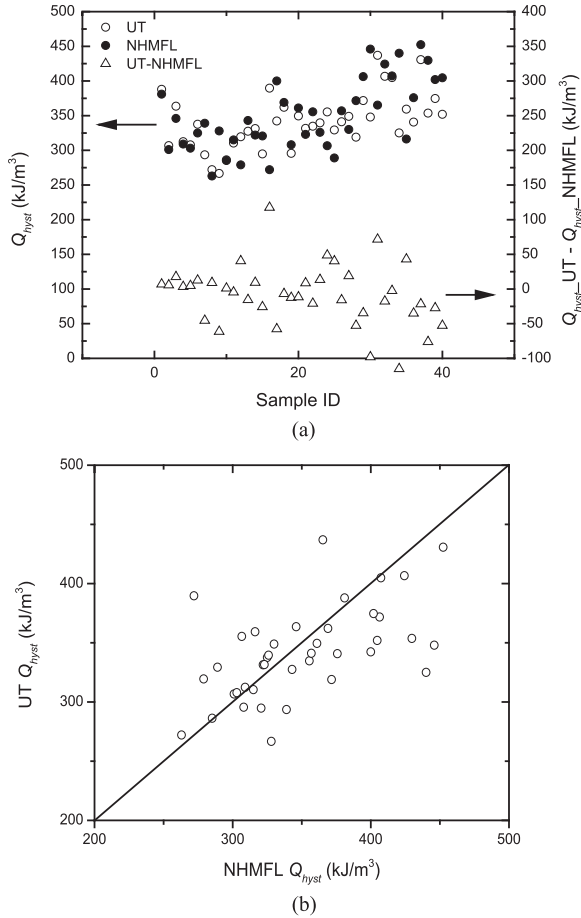 500
450
400
350
300
250
200
150
100
50
0
Q_hyst (kJ/m³)
UT
NHMFL
UT-NHMFL
400
350
300
250
200
150
100
50
0
-50
-100
Q_hyst_UT - Q_hyst_NHMFL (kJ/m³)
0 20 40
Sample ID
(a)
500
400
300
200
UT Q_hyst (kJ/m³)
200 300 400 500
NHMFL Q_hyst (kJ/m³)
(b)